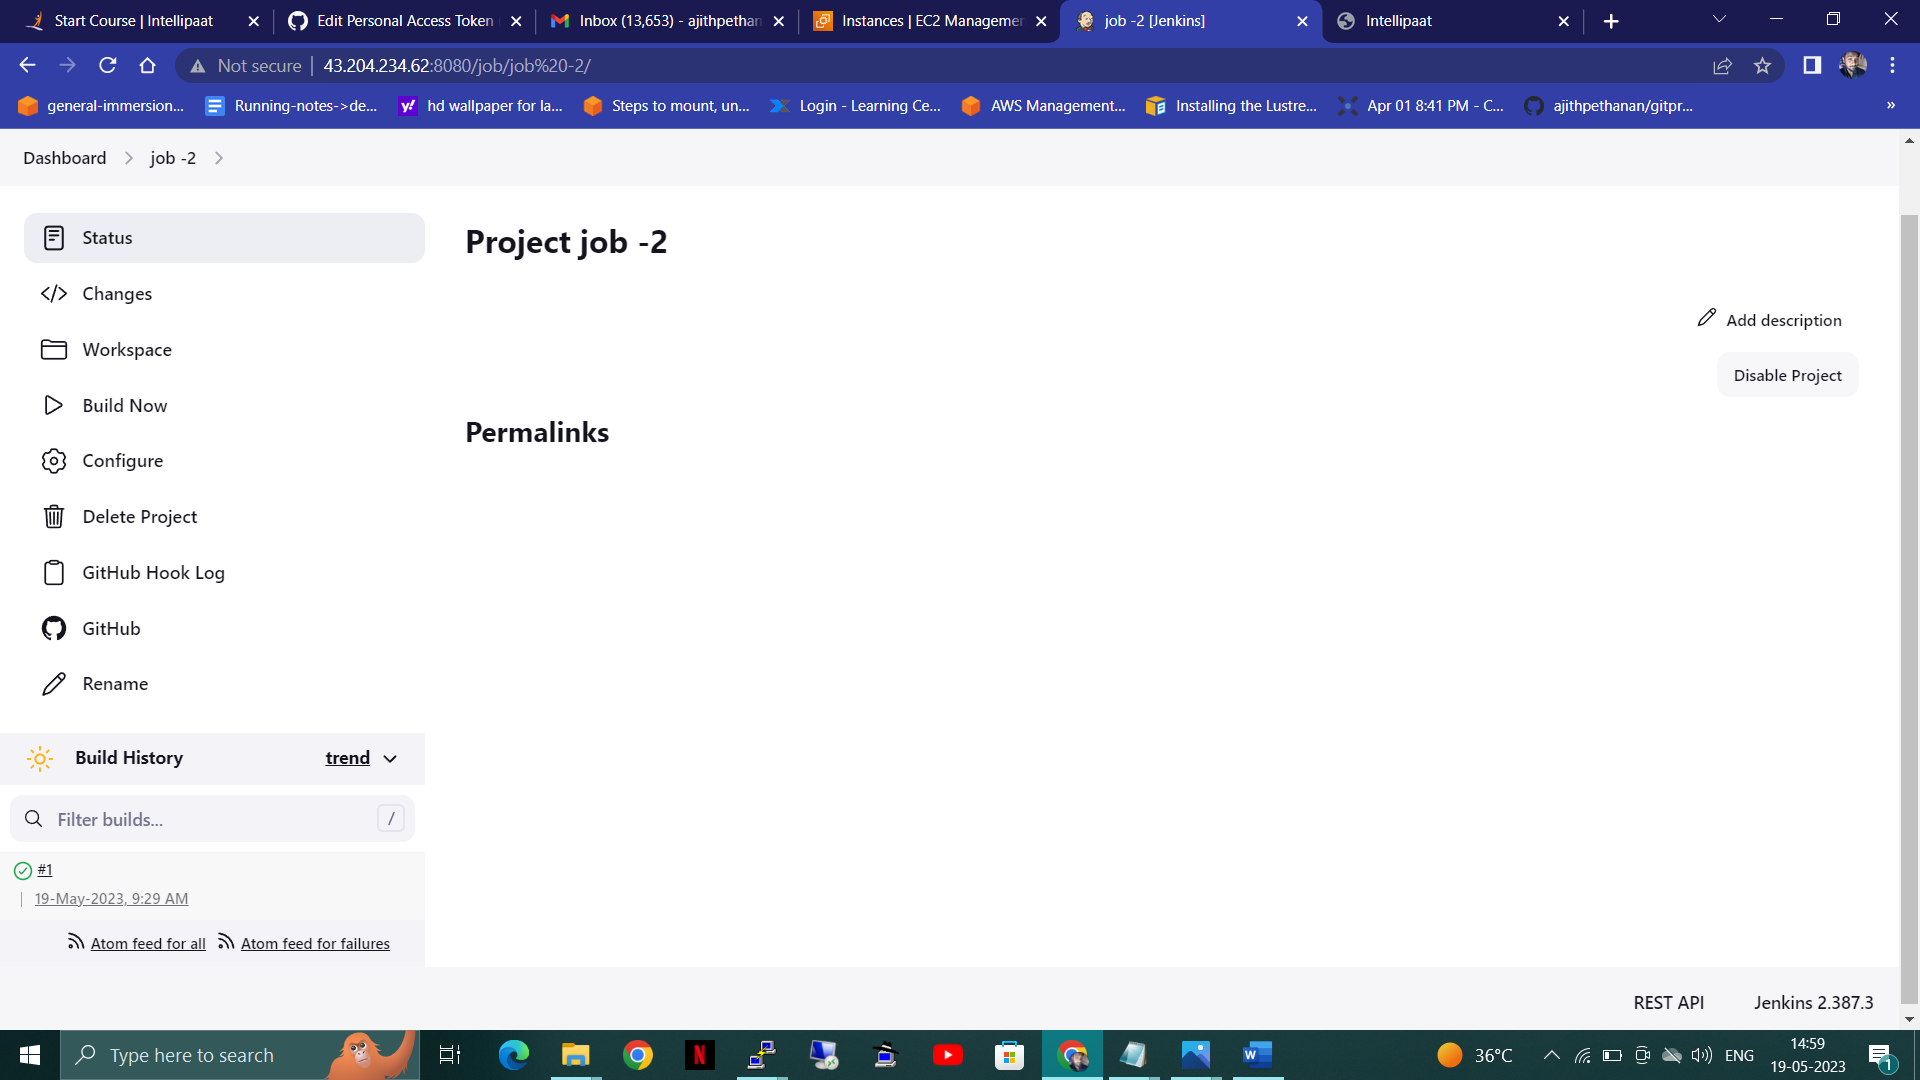 Start Course | Intellipaat
Edit Personal Access Token
Inbox (13,653) - ajithpethan
Instances | EC2 Managemen
job -2 [Jenkins]
Intellipaat
Not secure
43.204.234.62:8080/job/job%20-2/
general-immersion...
Running-notes->de...
hd wallpaper for la...
Steps to mount, un...
Login - Learning Ce...
AWS Management...
Installing the Lustre...
Apr 01 8:41 PM - C...
ajithpethanan/gitpr...
»
Dashboard
job -2
Status
Changes
Workspace
Build Now
Configure
Delete Project
GitHub Hook Log
GitHub
Rename
Project job -2
Add description
Disable Project
Permalinks
Build History
trend
Filter builds...
/
#1
19-May-2023, 9:29 AM
Atom feed for all
Atom feed for failures
REST API
Jenkins 2.387.3
Type here to search
36°C
ENG
14:59
19-05-2023
1